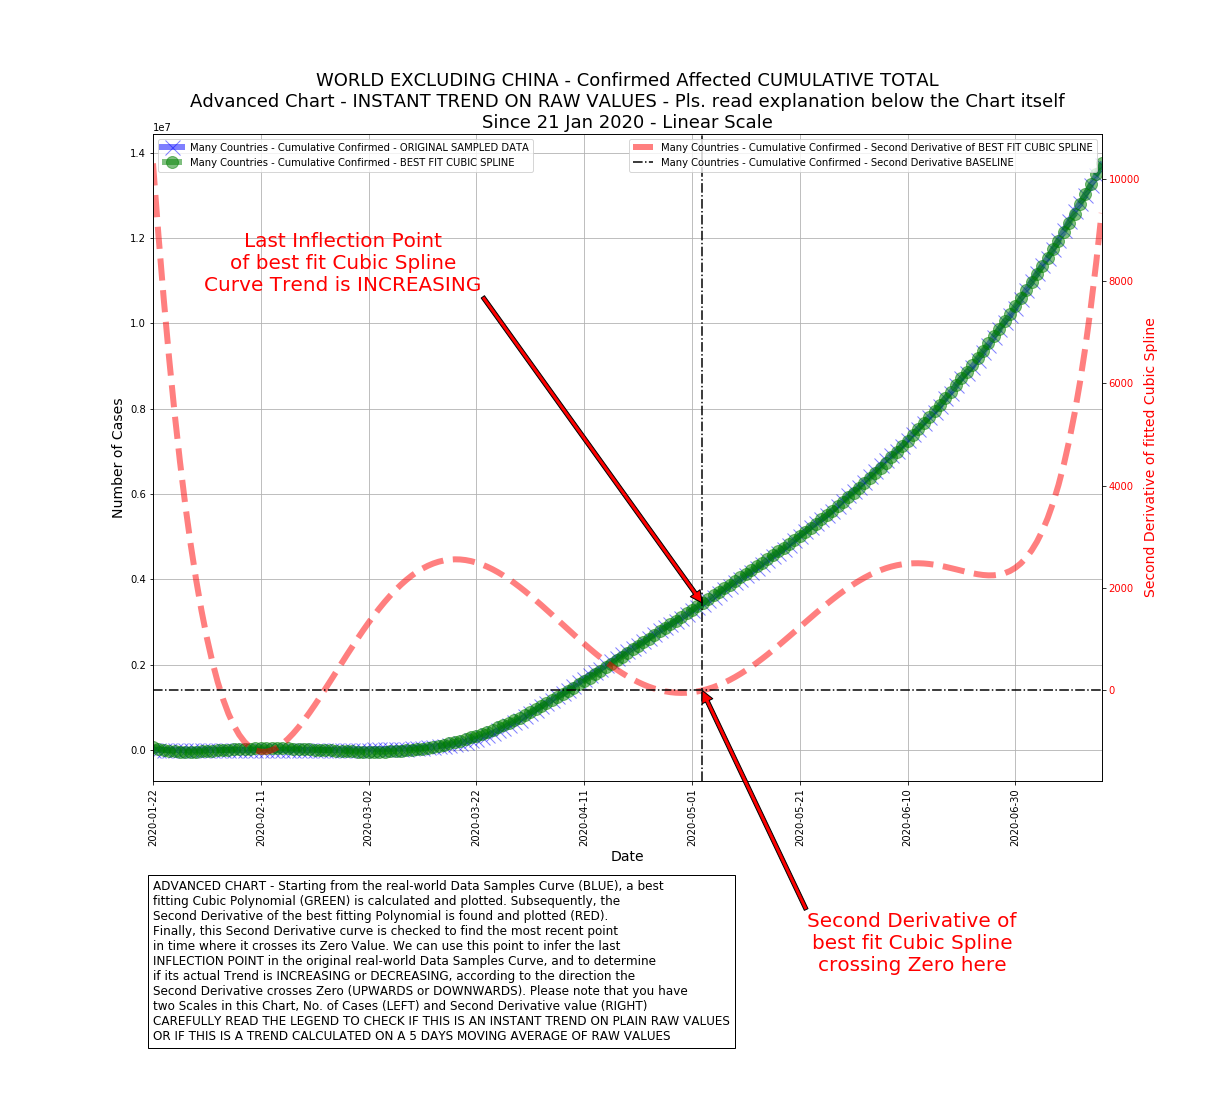 WORLD EXCLUDING CHINA - Confirmed Affected CUMULATIVE TOTAL
Advanced Chart - INSTANT TREND ON RAW VALUES - Pls. read explanation below the Chart itself
Since 21 Jan 2020 - Linear Scale
1e7
Many Countries - Cumulative Confirmed - ORIGINAL SAMPLED DATA
Many Countries - Cumulative Confirmed - BEST FIT CUBIC SPLINE
Many Countries - Cumulative Confirmed - Second Derivative of BEST FIT CUBIC SPLINE
Many Countries - Cumulative Confirmed - Second Derivative BASELINE
Last Inflection Point
of best fit Cubic Spline
Curve Trend is INCREASING
Number of Cases
1.4
1.2
1.0
0.8
0.6
0.4
0.2
0.0
10000
8000
6000
4000
2000
0
Second Derivative of fitted Cubic Spline
2020-01-22
2020-02-11
2020-03-02
2020-03-22
2020-04-11
2020-05-01
2020-05-21
2020-06-10
2020-06-30
Date
ADVANCED CHART - Starting from the real-world Data Samples Curve (BLUE), a best
fitting Cubic Polynomial (GREEN) is calculated and plotted. Subsequently, the
Second Derivative of the best fitting Polynomial is found and plotted (RED).
Finally, this Second Derivative curve is checked to find the most recent point
in time where it crosses its Zero Value. We can use this point to infer the last
INFLECTION POINT in the original real-world Data Samples Curve, and to determine
if its actual Trend is INCREASING or DECREASING, according to the direction the
Second Derivative crosses Zero (UPWARDS or DOWNWARDS). Please note that you have
two Scales in this Chart, No. of Cases (LEFT) and Second Derivative value (RIGHT)
CAREFULLY READ THE LEGEND TO CHECK IF THIS IS AN INSTANT TREND ON PLAIN RAW VALUES
OR IF THIS IS A TREND CALCULATED ON A 5 DAYS MOVING AVERAGE OF RAW VALUES
Second Derivative of
best fit Cubic Spline
crossing Zero here